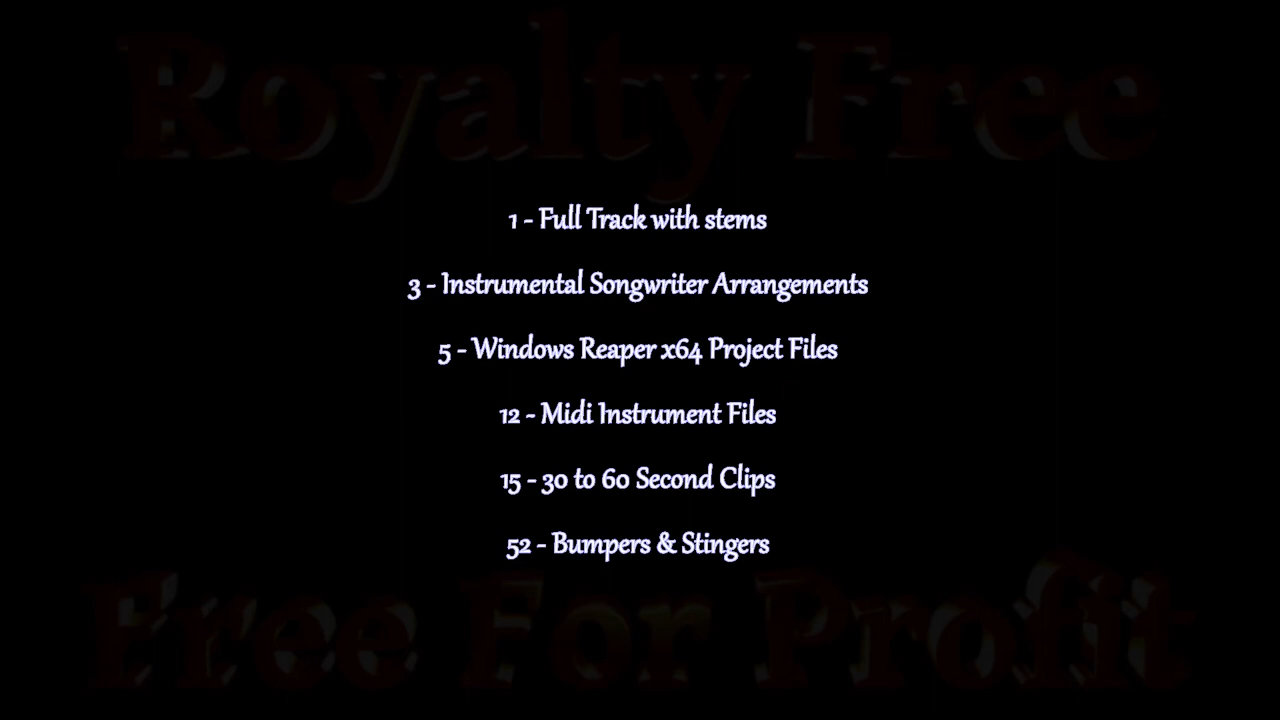 Royalty Free
1 - Full Track with stems
3 - Instrumental Songwriter Arrangements
5 - Windows Reaper x64 Project Files
12 - Midi Instrument Files
15 - 30 to 60 Second Clips
52 - Bumpers & Stingers
Free For Profit